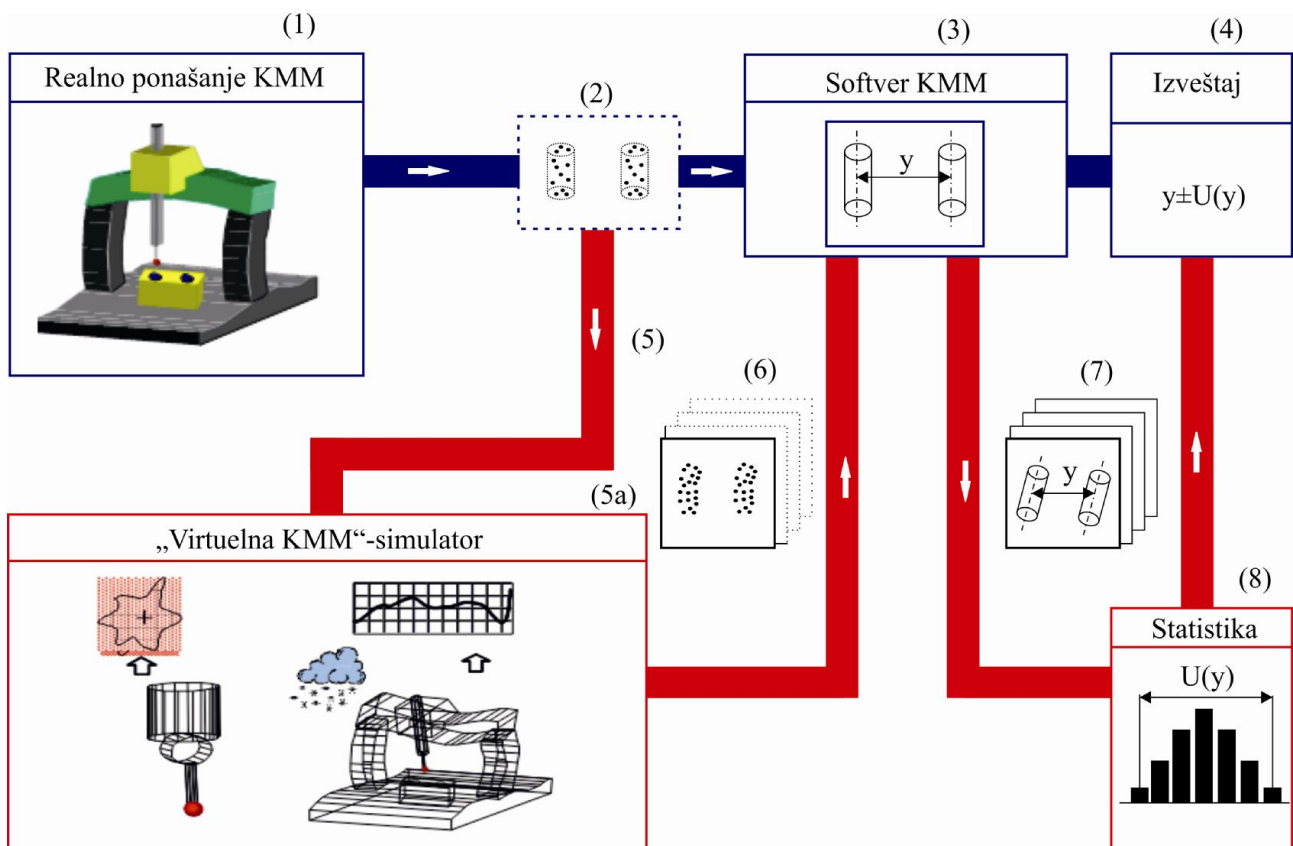 (1)
Realno ponašanje KMM
(2)
(3)
Softver KMM
y
(4)
Izveštaj
y±U(y)
(5)
(6)
(7)
y
(5a)
„Virtuelna KMM“-simulator
(8)
Statistika
U(y)